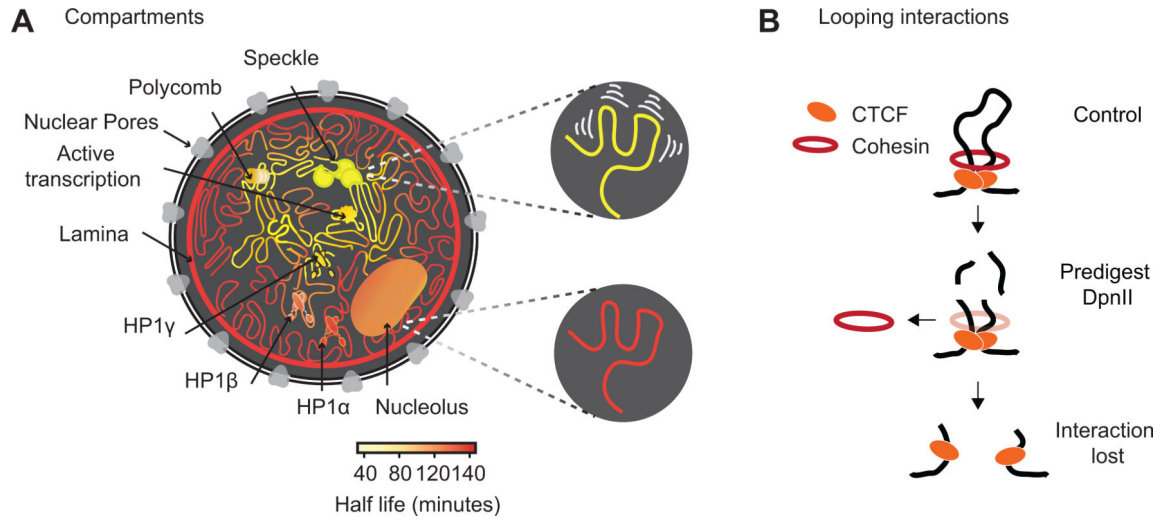 A Compartments
Speckle
Polycomb
Nuclear Pores
Active
transcription
Lamina
HP1γ
HP1β
HP1α
Nucleolus
40 80 120 140
Half life (minutes)
B Looping interactions
CTCF
Cohesin
Control
Predigest
DpnII
Interaction
lost